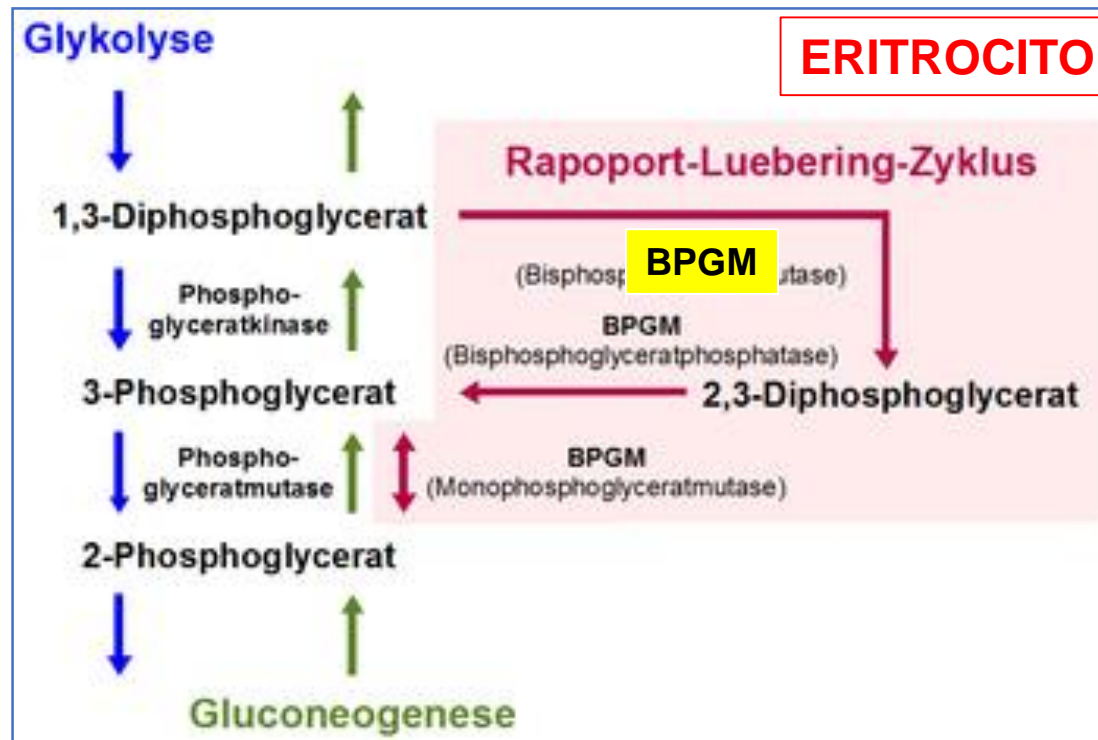 Glykolyse
ERITROCITO
Rapoport-Luebering-Zyklus
1,3-Diphosphoglycerat
BPGM
(Bisphosp utase)
Phospho-
glyceratkinase
BPGM
(Bisphosphoglyceratphosphatase)
3-Phosphoglycerat
2,3-Diphosphoglycerat
Phospho-
glyceratmutase
BPGM
(Monophosphoglyceratmutase)
2-Phosphoglycerat
Gluconeogenese